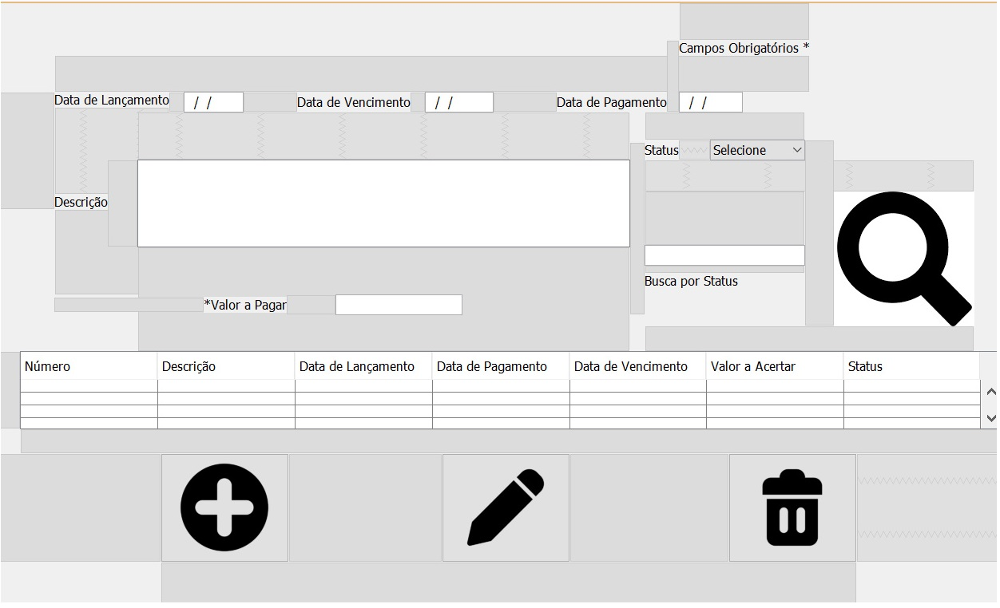 Campos Obrigatórios *
Data de Lançamento / / Data de Vencimento / / Data de Pagamento / /
Status Selecione
Descrição
Busca por Status
*Valor a Pagar
Número Descrição Data de Lançamento Data de Pagamento Data de Vencimento Valor a Acertar Status